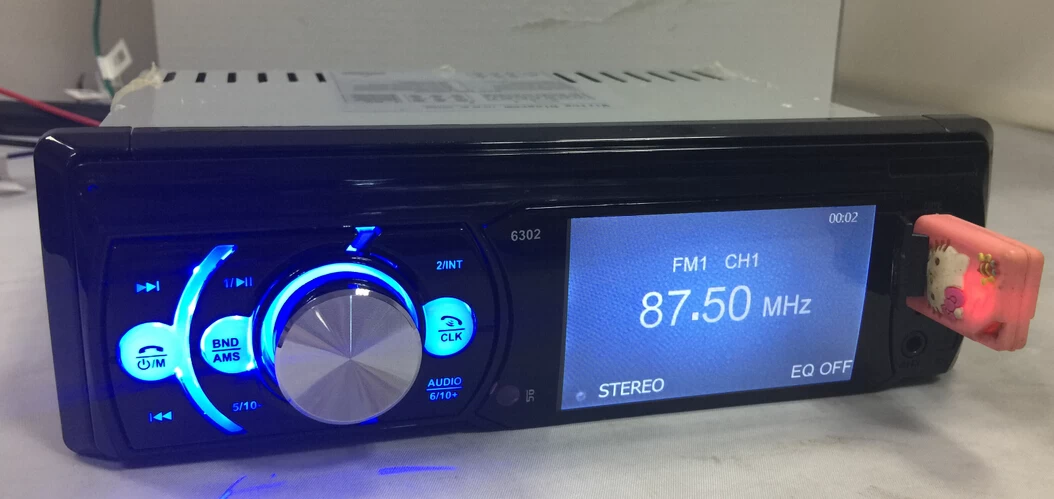 6302
2/INT
1/
BND
AMS
CLK
/M
5/10-
AUDIO
6/10+
00:02
FM1 CH1
87.50 MHz
STEREO
EQ OFF